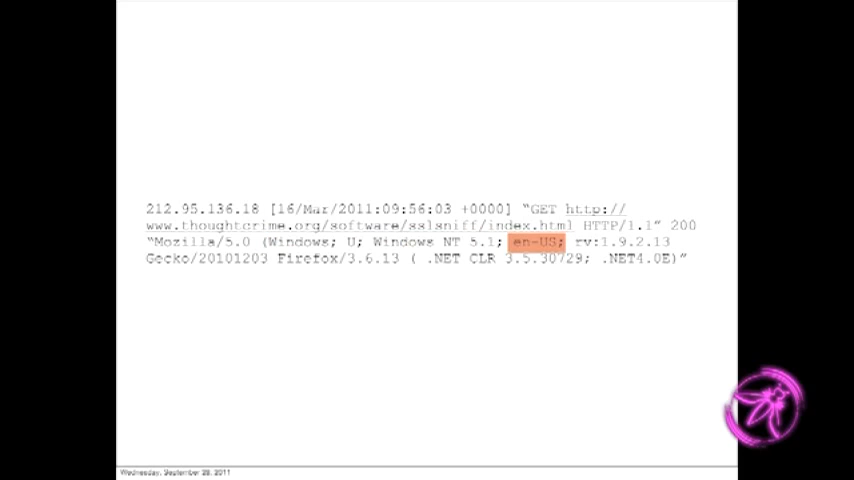 212.95.136.18 [16/Mar/2011:09:56:03 +0000] “GET http://
www.thoughtcrime.org/software/sslsniff/index.html HTTP/1.1” 200
“Mozilla/5.0 (Windows; U; Windows NT 5.1; en-US; rv:1.9.2.13
Gecko/20101203 Firefox/3.6.13 ( .NET CLR 3.5.30729; .NET4.0E)”
Wednesday, September 28, 2011